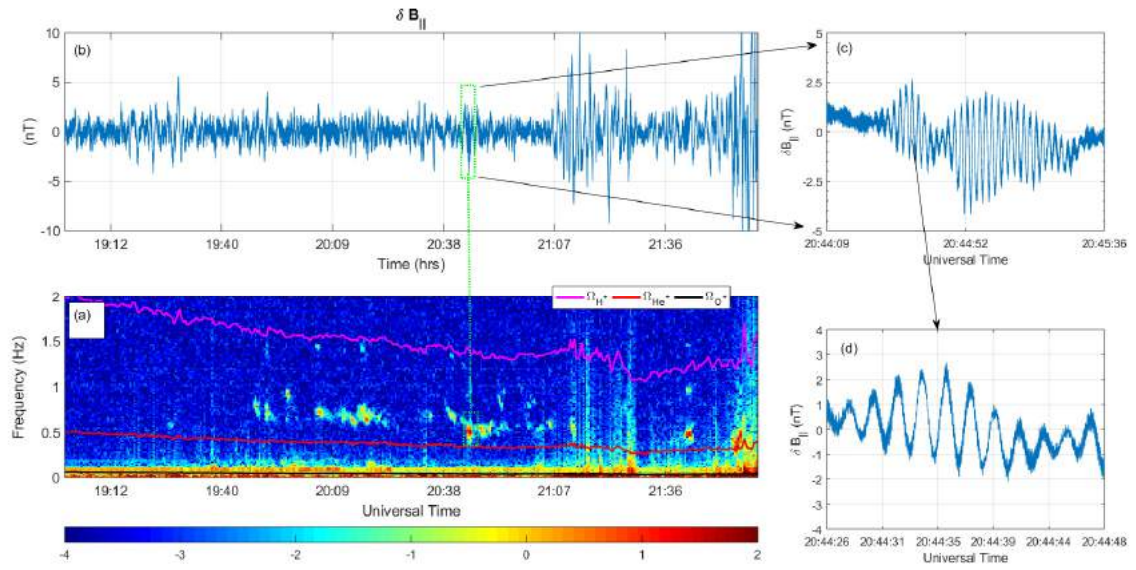 δ B||
10
5
0
-5
-10
(nT)
(b)
19:12 19:40 20:09 20:38 21:07 21:36
Time (hrs)
(c)
5
2.5
0
-2.5
-5
δB|| (nT)
20:44:09 20:44:52 20:45:36
Universal Time
2
1.5
1
0.5
0
Frequency (Hz)
(a)
ΩH+ ΩHe+ ΩO+
19:12 19:40 20:09 20:38 21:07 21:36
Universal Time
-4 -3 -2 -1 0 1 2
(d)
4
3
2
1
0
-1
-2
-3
-4
δ B|| (nT)
20:44:26 20:44:31 20:44:35 20:44:39 20:44:44 20:44:48
Universal Time